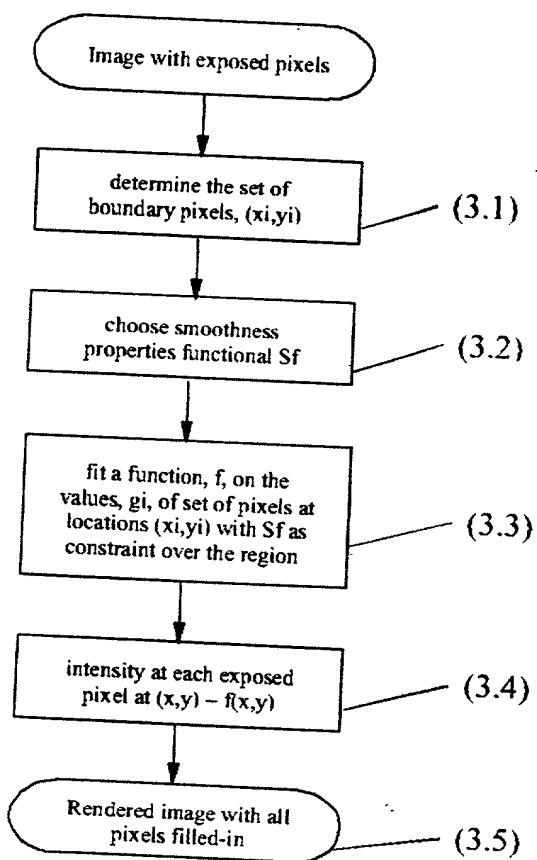 Image with exposed pixels
determine the set of
boundary pixels, (xi,yi)
(3.1)
choose smoothness
properties functional Sf
(3.2)
fit a function, f, on the
values, gi, of set of pixels at
locations (xi,yi) with Sf as
constraint over the region
(3.3)
intensity at each exposed
pixel at (x,y) – f(x,y)
(3.4)
Rendered image with all
pixels filled-in
(3.5)